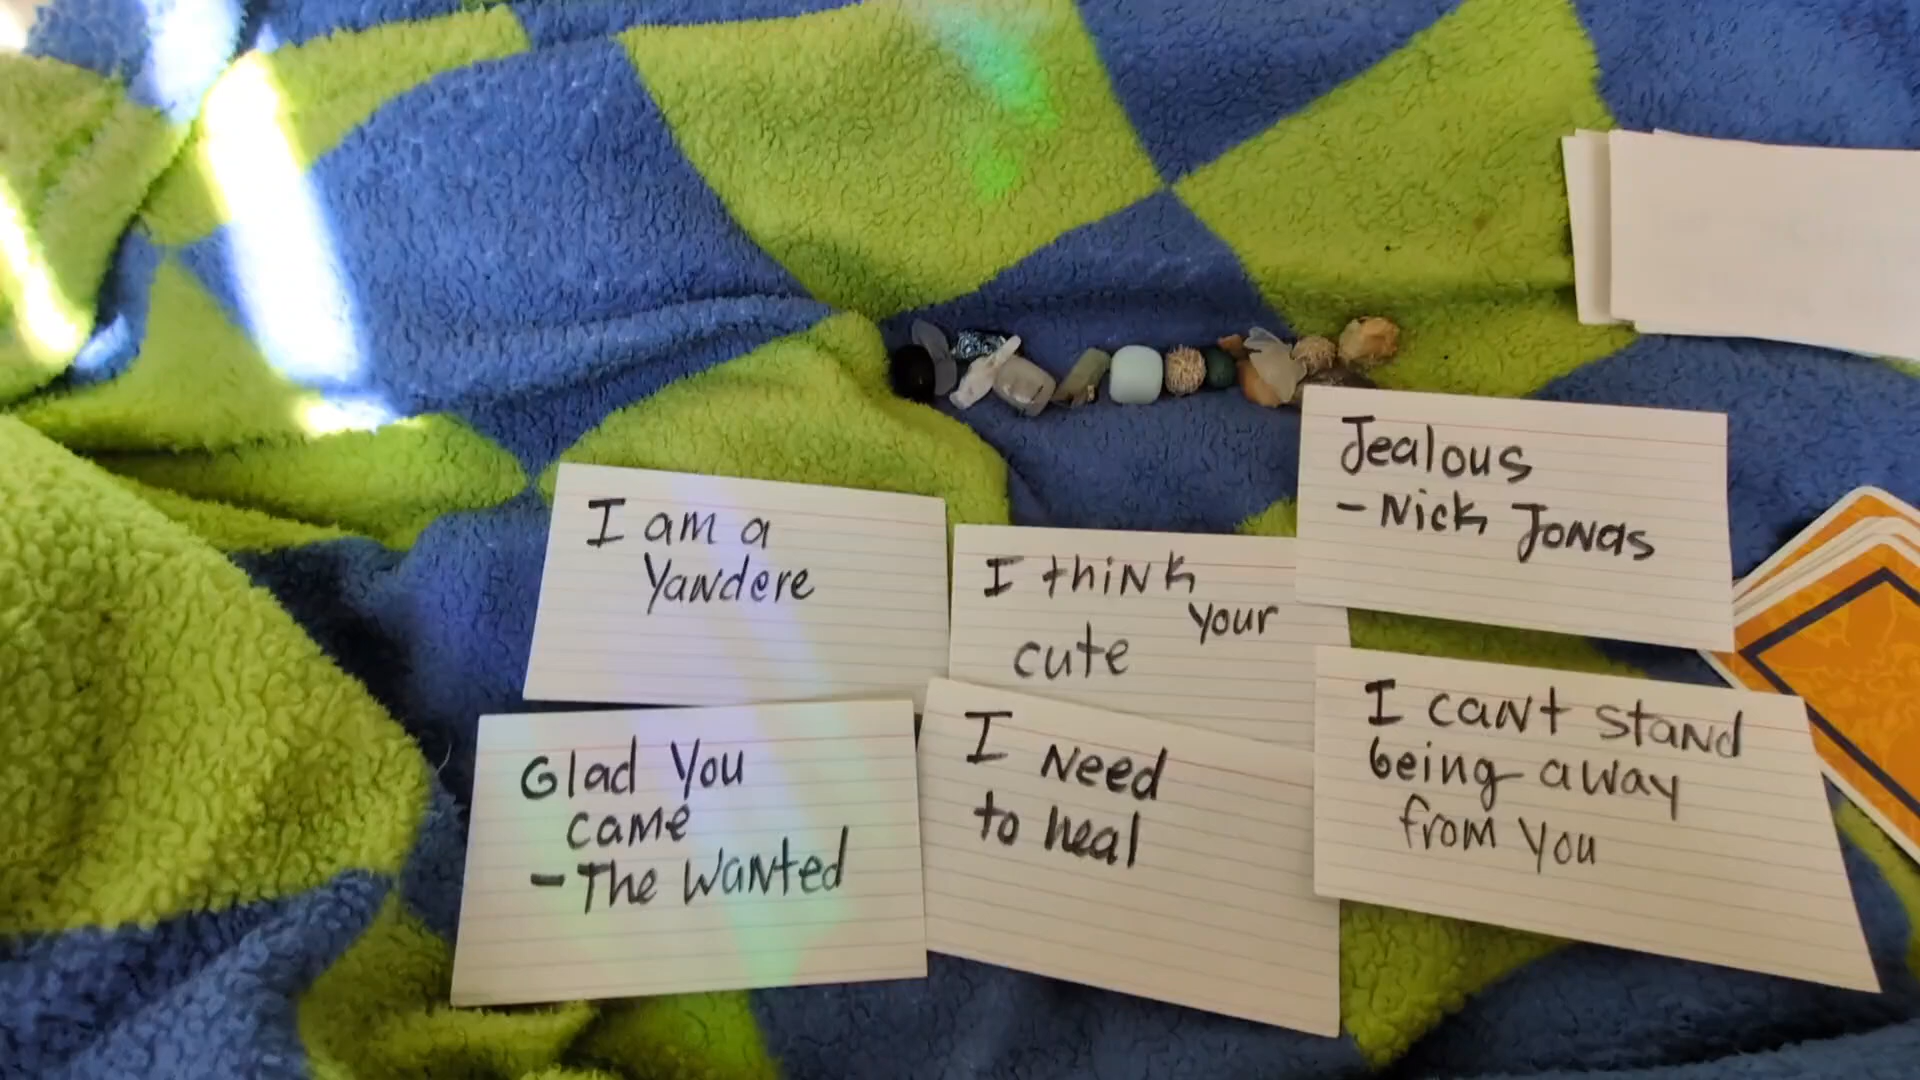 I am a
Yandere
I think
your
cute
Jealous
- Nick Jonas
Glad You
came
- The Wanted
I Need
to heal
I can't stand
being away
from you